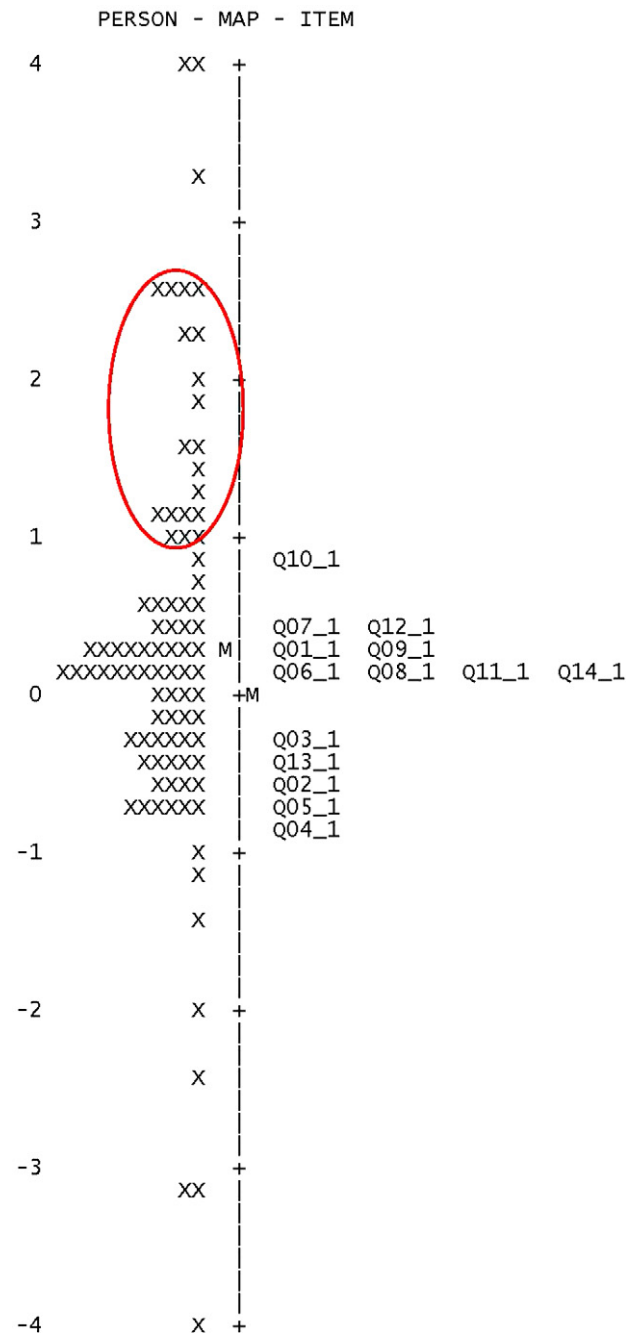 PERSON - MAP - ITEM
4 XX +
X
3 +
XXXX
XX
2 X +
X
XX
X
X
XXXX
1 XXX +
X Q10_1
X
XXXXX
XXXX Q07_1 Q12_1
XXXXXXXXX M Q01_1 Q09_1
XXXXXXXXXXX Q06_1 Q08_1 Q11_1 Q14_1
0 XXXX +M
XXXX
XXXXXX Q03_1
XXXXX Q13_1
XXXX Q02_1
XXXXXX Q05_1
Q04_1
-1 X +
X
X
-2 X +
X
-3 +
XX
-4 X +